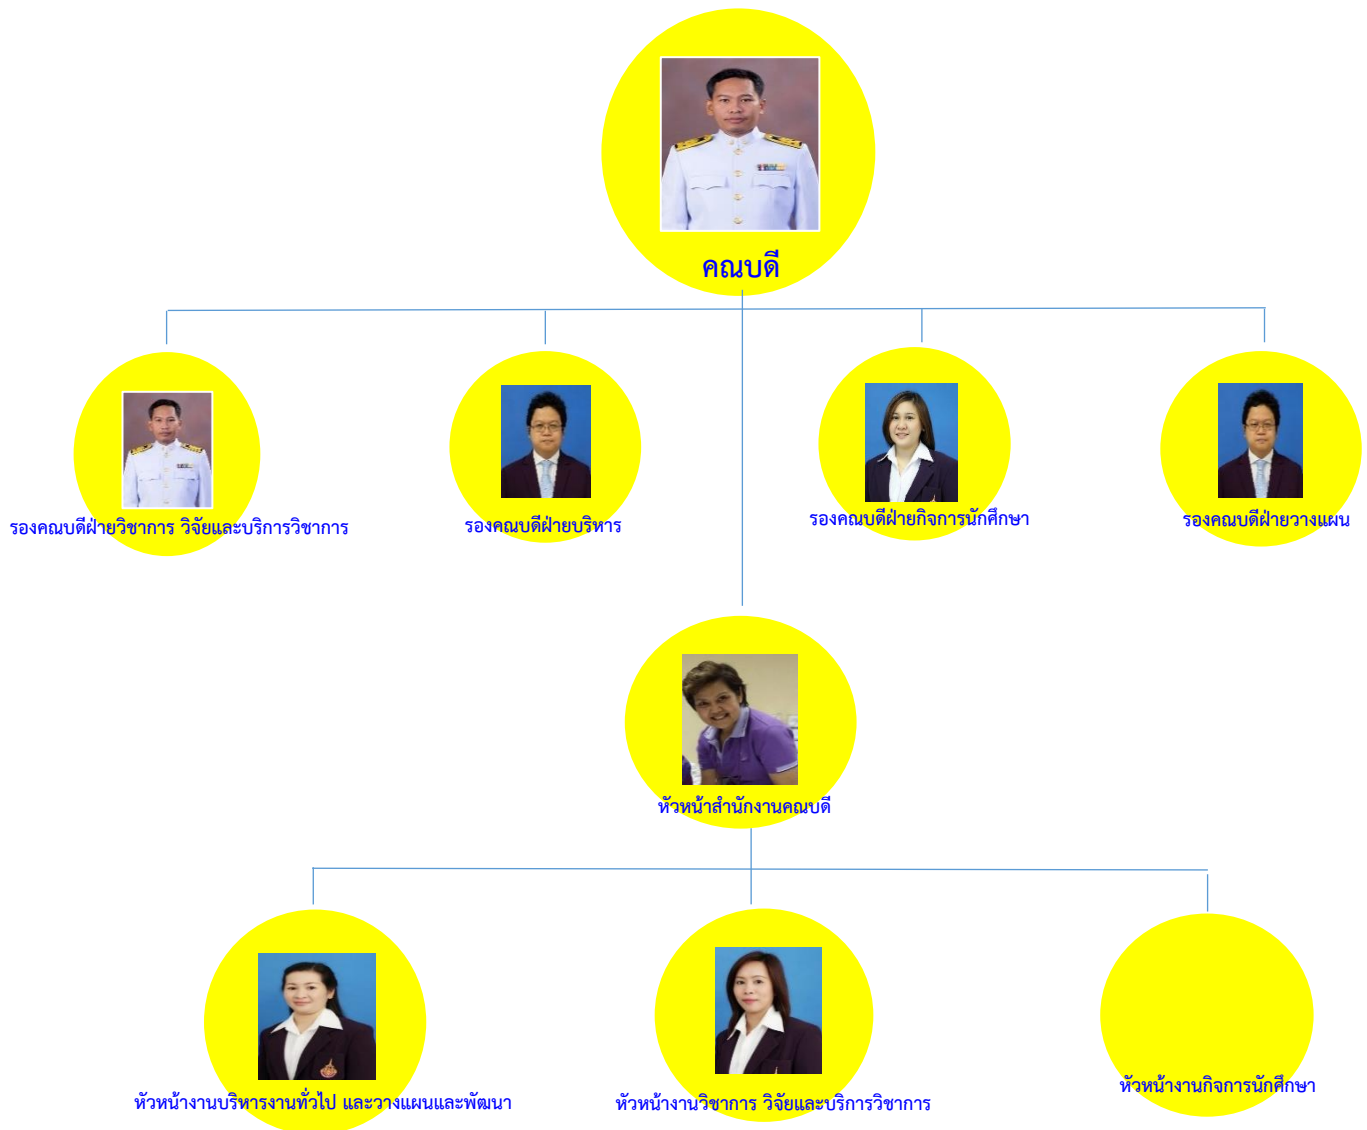 คณบดี
รองคณบดีฝ่ายวิชาการ วิจัยและบริการวิชาการ
รองคณบดีฝ่ายบริหาร
รองคณบดีฝ่ายกิจการนักศึกษา
รองคณบดีฝ่ายวางแผน
หัวหน้าสำนักงานคณบดี
หัวหน้างานบริหารงานทั่วไป และวางแผนและพัฒนา
หัวหน้างานวิชาการ วิจัยและบริการวิชาการ
หัวหน้างานกิจการนักศึกษา